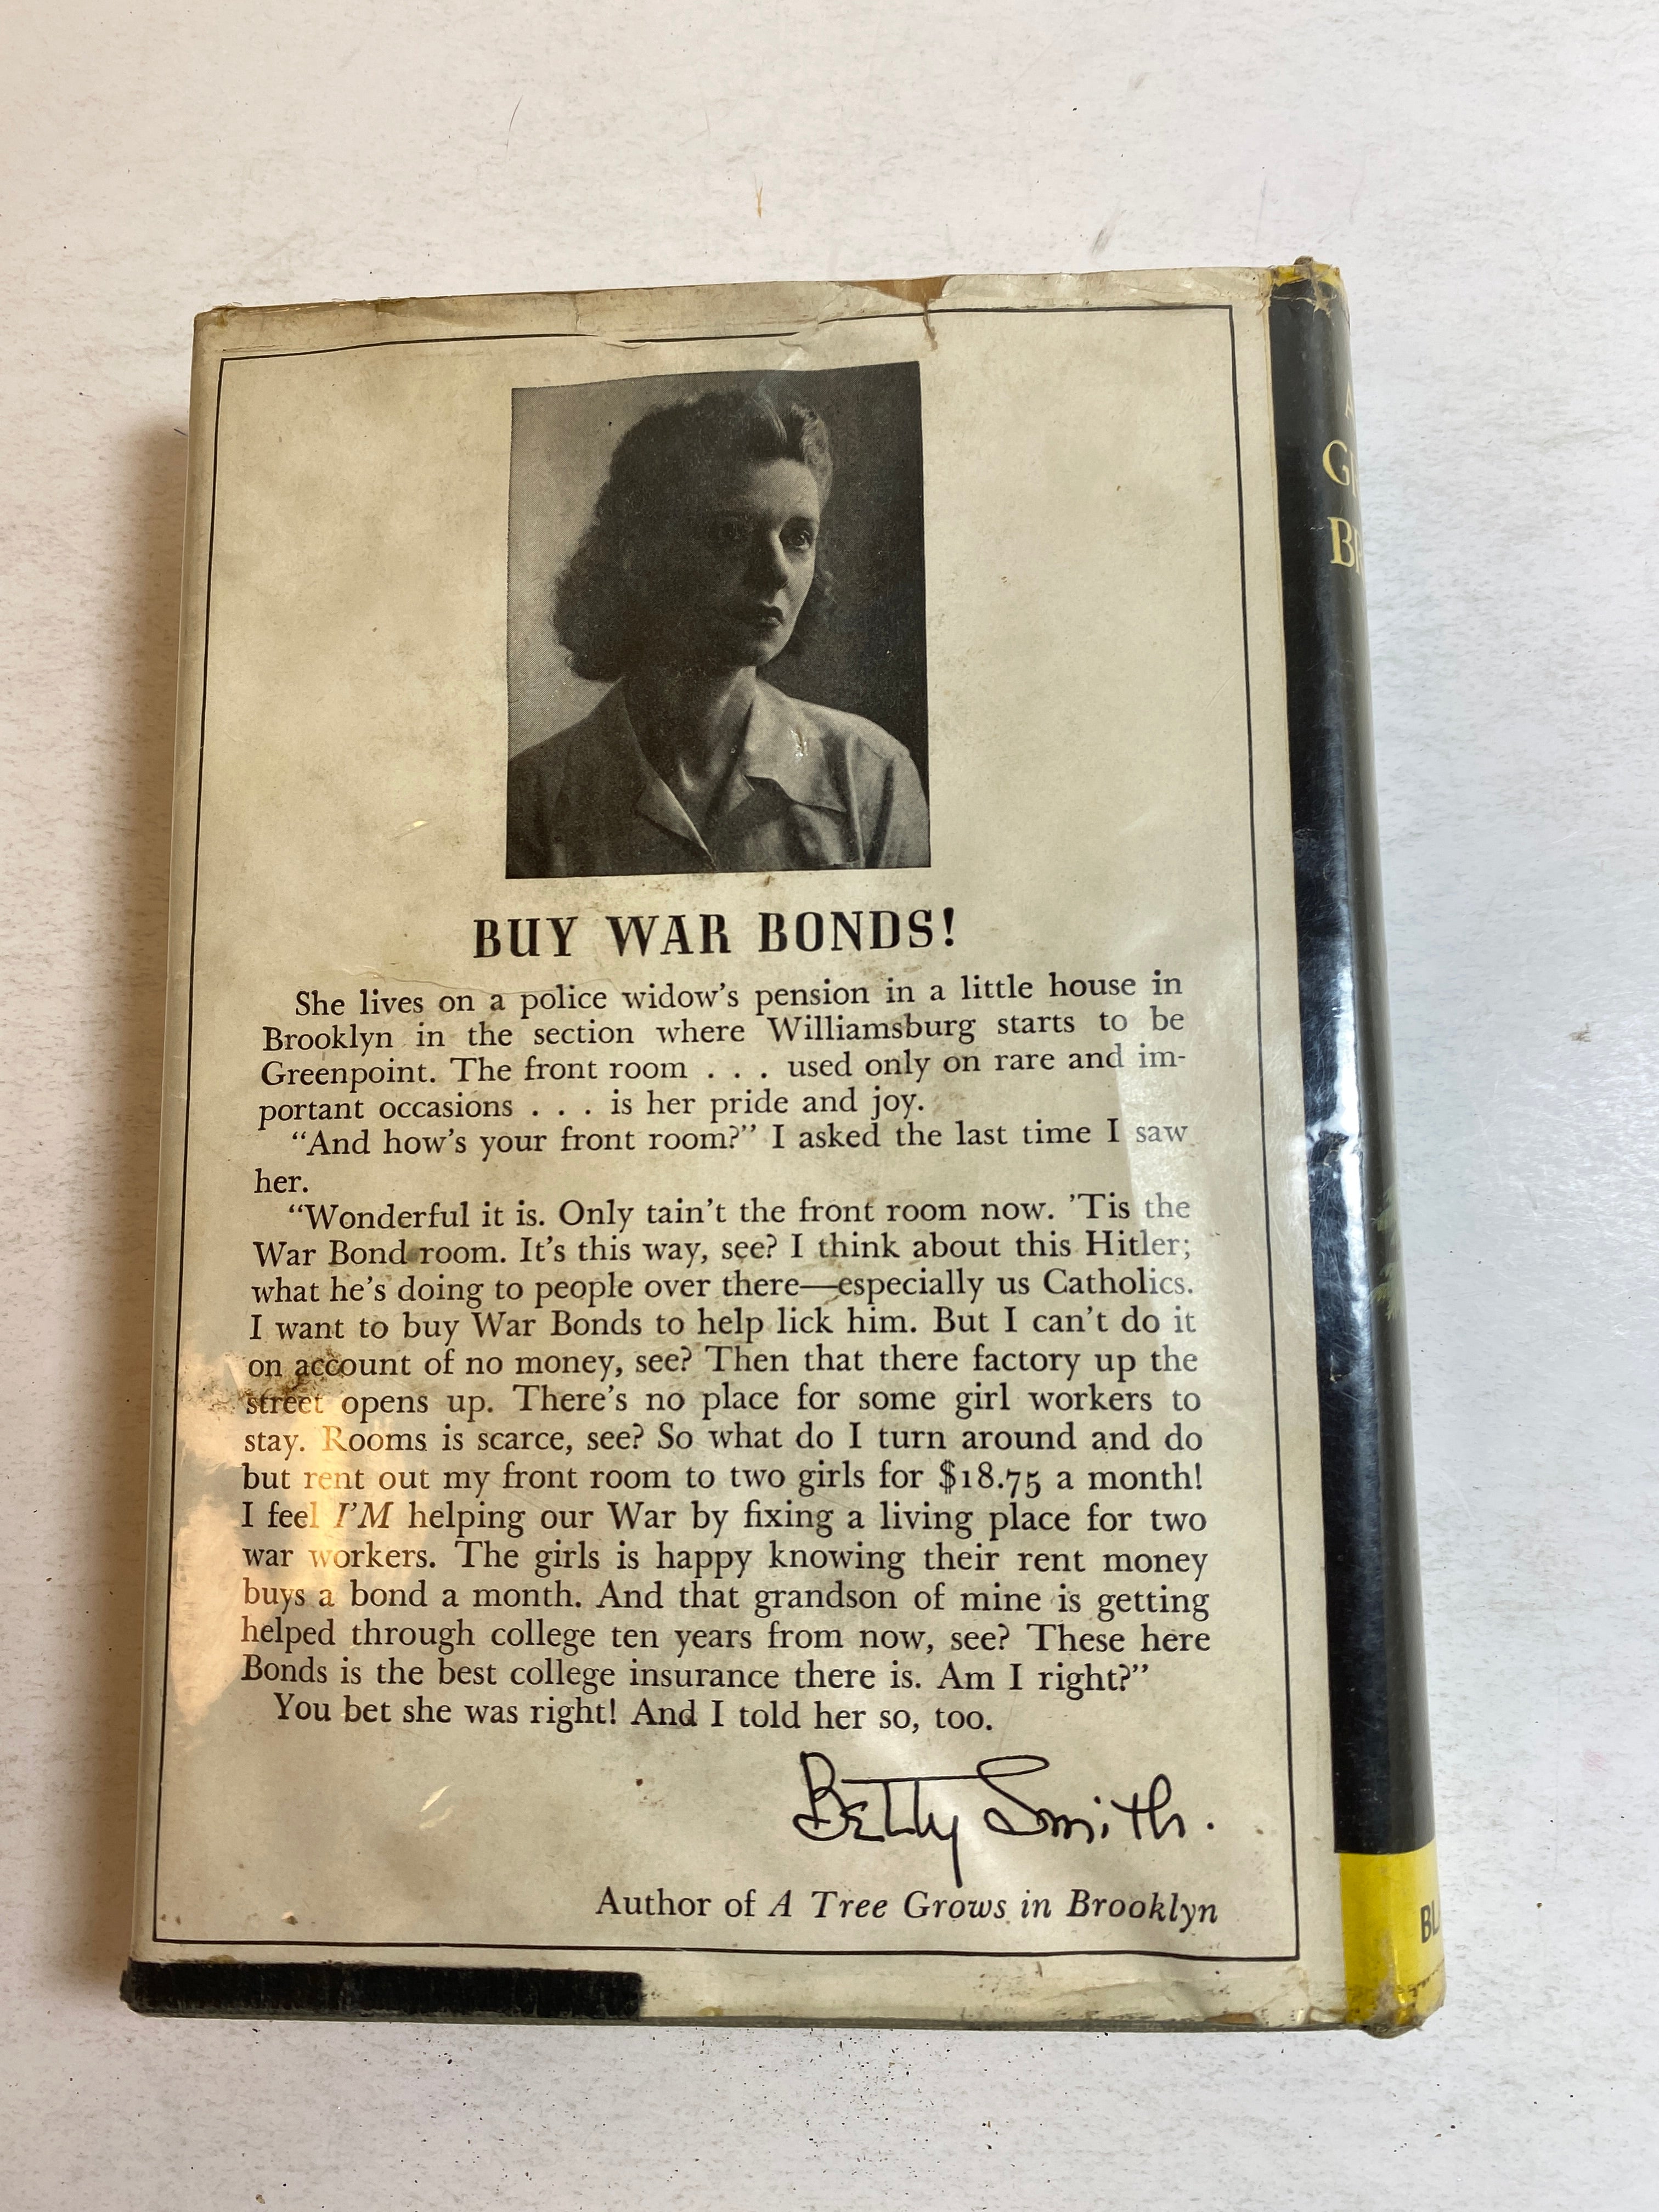 BUY WAR BONDS!
She lives on a police widow's pension in a little house in
Brooklyn in the section where Williamsburg starts to be
Greenpoint. The front room . . . used only on rare and im-
portant occasions . . . is her pride and joy.
“And how's your front room?” I asked the last time I saw
her.
“Wonderful it is. Only tain't the front room now. 'Tis the
War Bond room. It's this way, see? I think about this Hitler;
what he's doing to people over there—especially us Catholics.
I want to buy War Bonds to help lick him. But I can't do it
on account of no money, see? Then that there factory up the
street opens up. There's no place for some girl workers to
stay. Rooms is scarce, see? So what do I turn around and do
but rent out my front room to two girls for $18.75 a month!
I feel I'M helping our War by fixing a living place for two
war workers. The girls is happy knowing their rent money
buys a bond a month. And that grandson of mine is getting
helped through college ten years from now, see? These here
Bonds is the best college insurance there is. Am I right?”
You bet she was right! And I told her so, too.
Betty Smith.
Author of A Tree Grows in Brooklyn